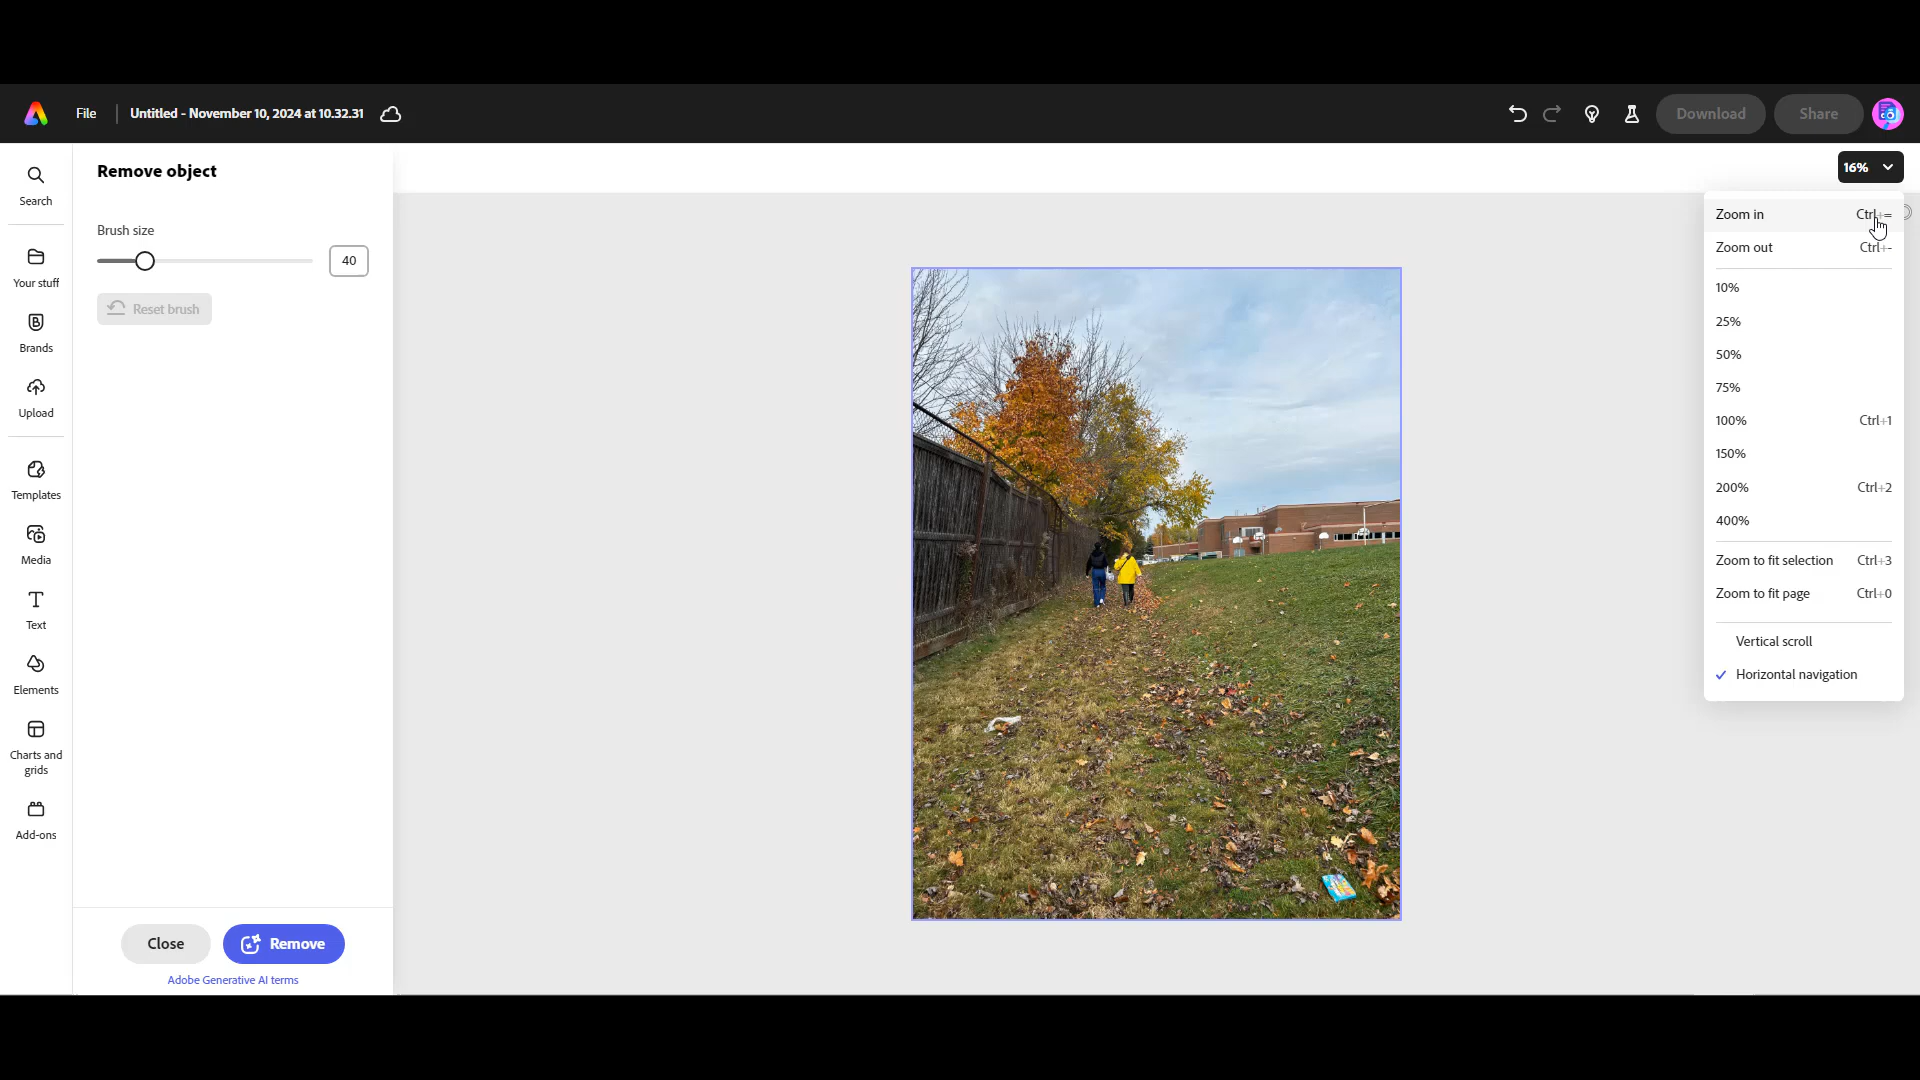 File
Untitled - November 10, 2024 at 10.32.31
Download
Share
Search
Your stuff
Brands
Upload
Templates
Media
Text
Elements
Charts and
grids
Add-ons
Remove object
Brush size
40
Reset brush
Close
Remove
Adobe Generative AI terms
16%
Zoom in Ctrl+=
Zoom out Ctrl+-
10%
25%
50%
75%
100% Ctrl+1
150%
200% Ctrl+2
400%
Zoom to fit selection Ctrl+3
Zoom to fit page Ctrl+0
Vertical scroll
Horizontal navigation